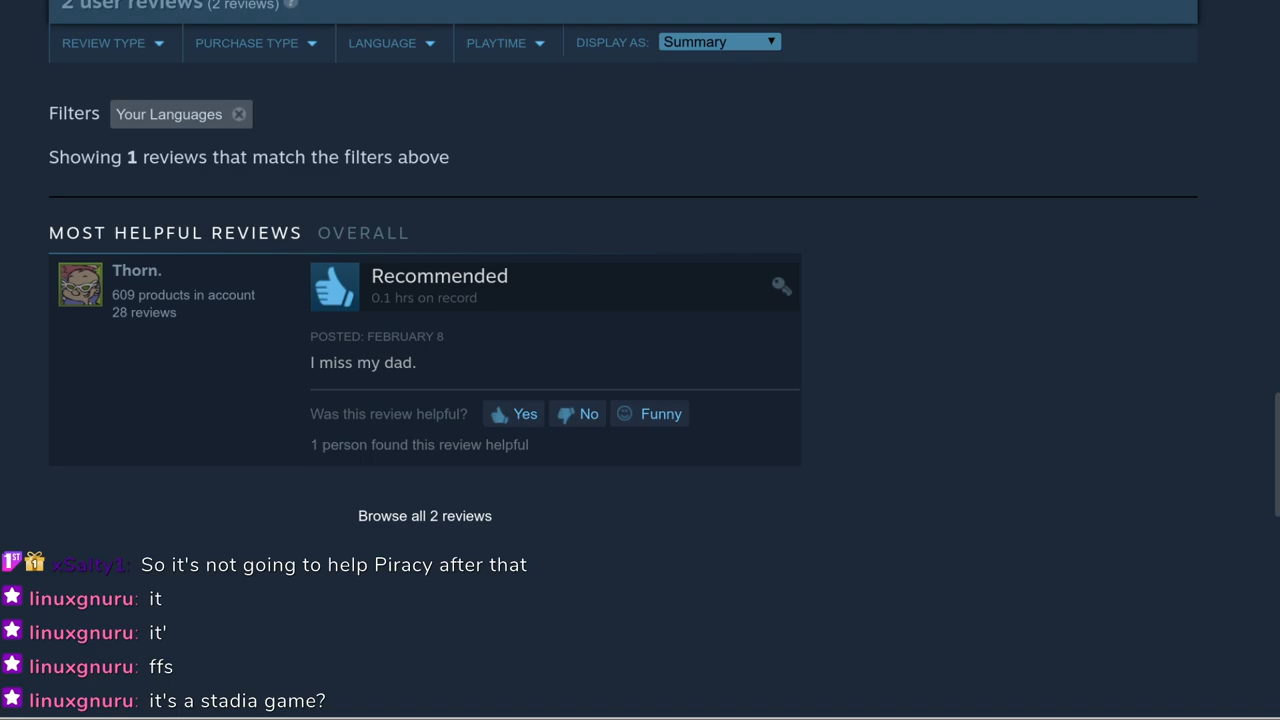 2 user reviews (2 reviews) ?
REVIEW TYPE PURCHASE TYPE LANGUAGE PLAYTIME DISPLAY AS: Summary
Filters Your Languages
Showing 1 reviews that match the filters above
MOST HELPFUL REVIEWS OVERALL
Thorn.
609 products in account
28 reviews
Recommended
0.1 hrs on record
POSTED: FEBRUARY 8
I miss my dad.
Was this review helpful? Yes No Funny
1 person found this review helpful
Browse all 2 reviews
1ST 1 xSalty1: So it's not going to help Piracy after that
linuxgnuru: it
linuxgnuru: it'
linuxgnuru: ffs
linuxgnuru: it's a stadia game?